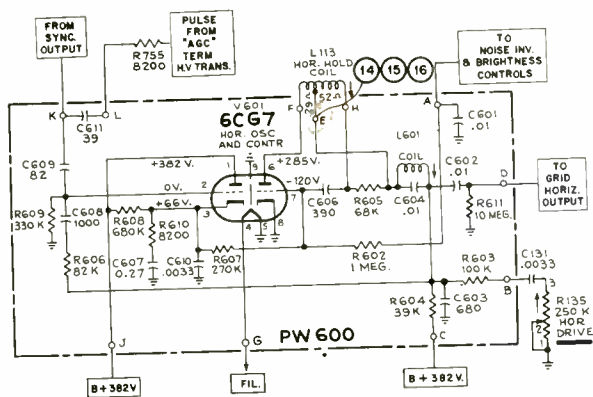 FROM
SYNC.
OUTPUT
PULSE
FROM
"AGC"
TERM
H.V TRANS.
R755
8200
L113
HOR. HOLD
COIL
14
15
16
TO
NOISE INV.
& BRIGHTNESS
CONTROLS
K
L
C611
39
V601
6CG7
HOR. OSC
AND CONTR
F
52Ω
H
E
A
C601
.01
C609
82
+382V.
1
9
6
+285V.
L601
COIL
C602
.01
D
TO
GRID
HORIZ.
OUTPUT
0V.
2
-120V
7
+66V.
3
4
5
8
C606
390
R605
68K
C604
.01
R611
10 MEG.
R609
330 K
C608
1000
R608
680K
R610
8200
R606
82K
C607
0.27
C610
.0033
R607
270K
R602
1 MEG.
R603
100 K
B
C131
.0033
3
R135
250 K
HOR
DRIVE
2
1
R604
39K
C603
680
J
G
PW 600
C
B+382V
FIL.
B+382V.